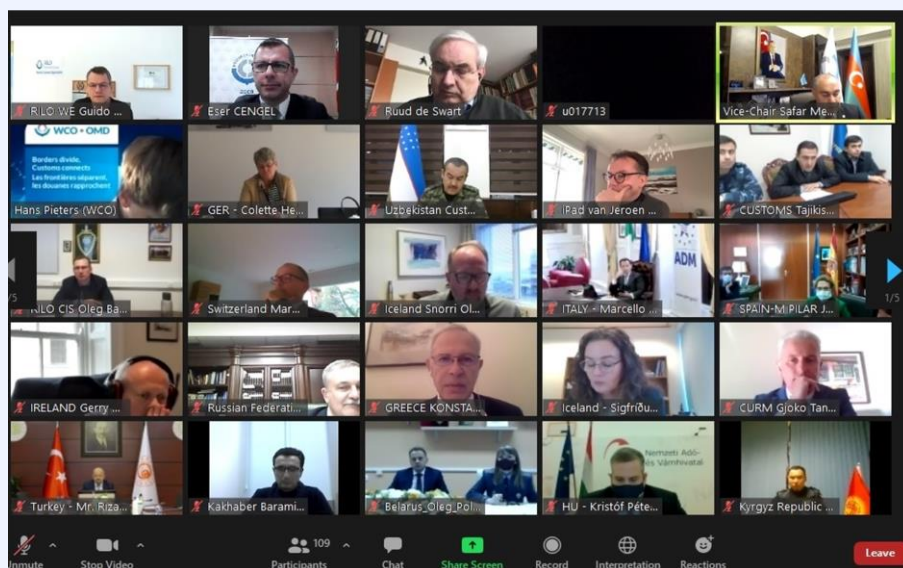 RILO WE Guido ...
Eser CENGEL
Ruud de Swart
u017713
Vice-Chair Safar Me...
WCO OMD
Borders divide,
Customs connects
Les frontières séparent,
les douanes rapprochent
Hans Pieters (WCO)
GER - Colette He...
Uzbekistan Cust...
iPad van Jeroen ...
CUSTOMS Tajikis...
RILO CIS Oleg Ba...
Switzerland Mar...
Iceland Snorri Ol...
ADM
ITALY - Marcello ...
SPAIN-M PILAR J...
1/5
IRELAND Gerry ...
Russian Federati...
GREECE KONSTA...
Iceland - Sigfríðu...
CURM Gjoko Tan...
Turkey - Mr. Riza...
Kakhaber Barami...
Belarus_Oleg_Pol...
Nemzeti Adó-
és Vámhivatal
HU - Kristóf Péte...
Kyrgyz Republic ...
109
Unmute
Stop Video
Participants
Chat
Share Screen
Record
Interpretation
Reactions
Leave